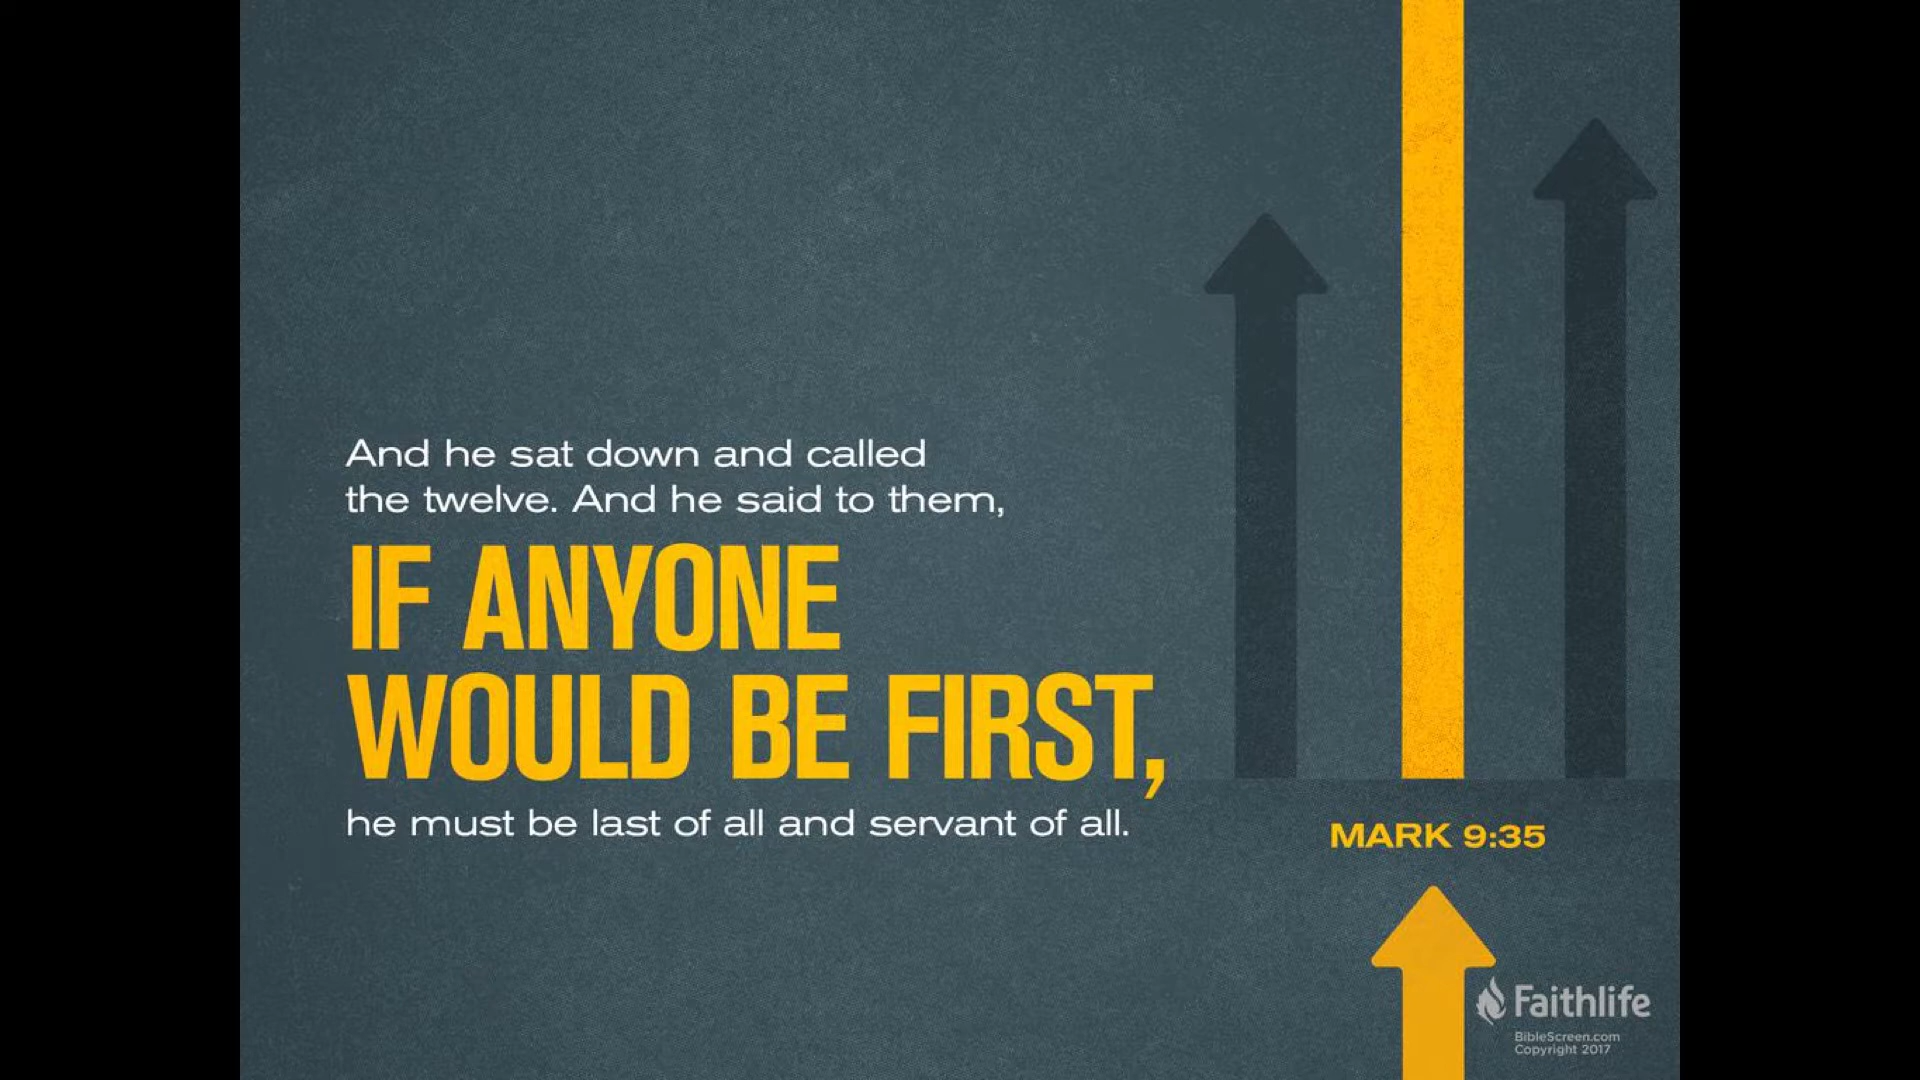 And he sat down and called
the twelve. And he said to them,
IF ANYONE
WOULD BE FIRST,
he must be last of all and servant of all.
MARK 9:35
Faithlife
BibleScreen.com
Copyright 2017